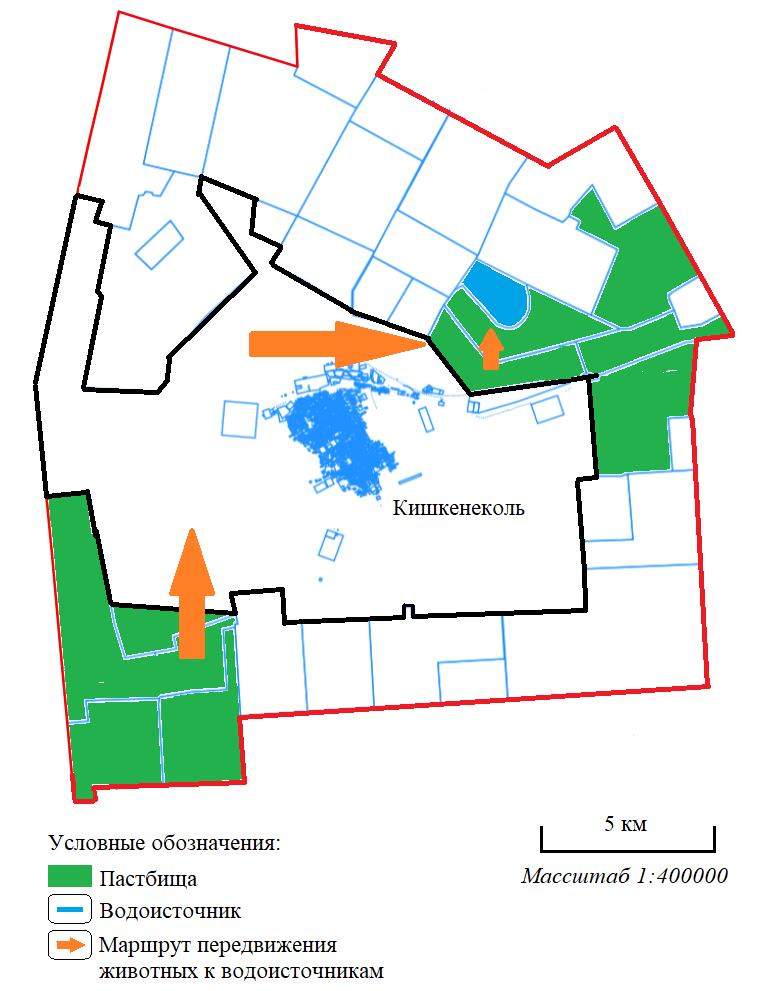 Кишкенеколь
5 км
Масштаб 1:400000
Условные обозначения:
Пастбища
Водоисточник
Маршрут передвижения
животных к водоисточникам